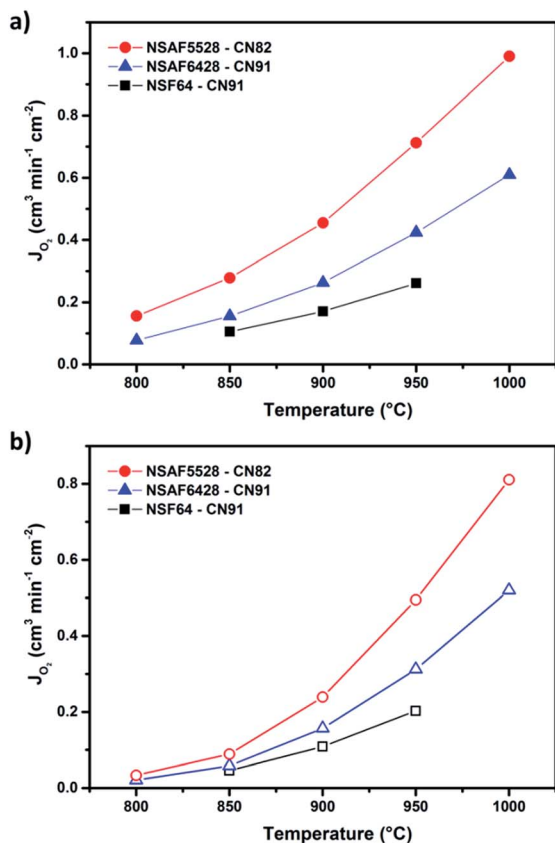 a)
NSAF5528 - CN82
NSAF6428 - CN91
NSF64 - CN91
J_O₂ (cm³ min⁻¹ cm⁻²)
1.0
0.8
0.6
0.4
0.2
0.0
800 850 900 950 1000
Temperature (°C)
b)
NSAF5528 - CN82
NSAF6428 - CN91
NSF64 - CN91
J_O₂ (cm³ min⁻¹ cm⁻²)
0.8
0.6
0.4
0.2
0.0
800 850 900 950 1000
Temperature (°C)